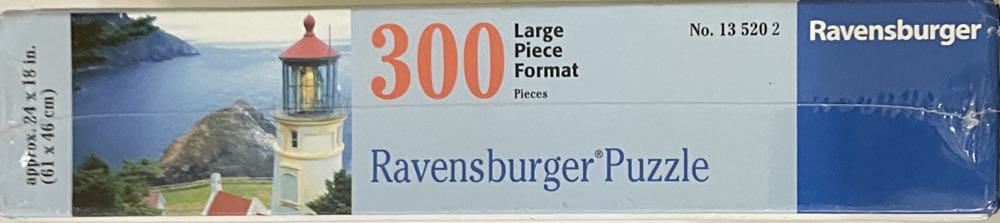 approx. 24 x 18 in.
(61 x 46 cm)
300
Large
Piece
Format
Pieces
Ravensburger®Puzzle
No. 13 520 2
Ravensburger